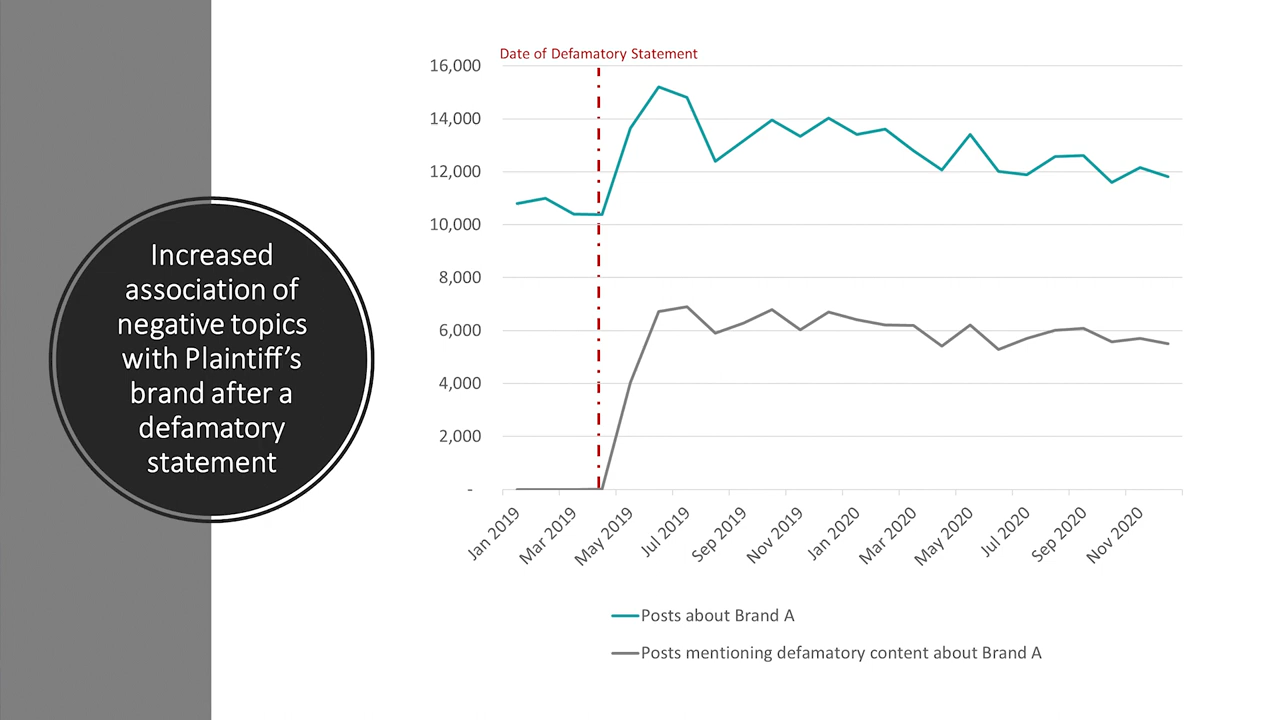 Increased
association of
negative topics
with Plaintiff's
brand after a
defamatory
statement
Date of Defamatory Statement
16,000
14,000
12,000
10,000
8,000
6,000
4,000
2,000
-
Jan 2019
Mar 2019
May 2019
Jul 2019
Sep 2019
Nov 2019
Jan 2020
Mar 2020
May 2020
Jul 2020
Sep 2020
Nov 2020
Posts about Brand A
Posts mentioning defamatory content about Brand A